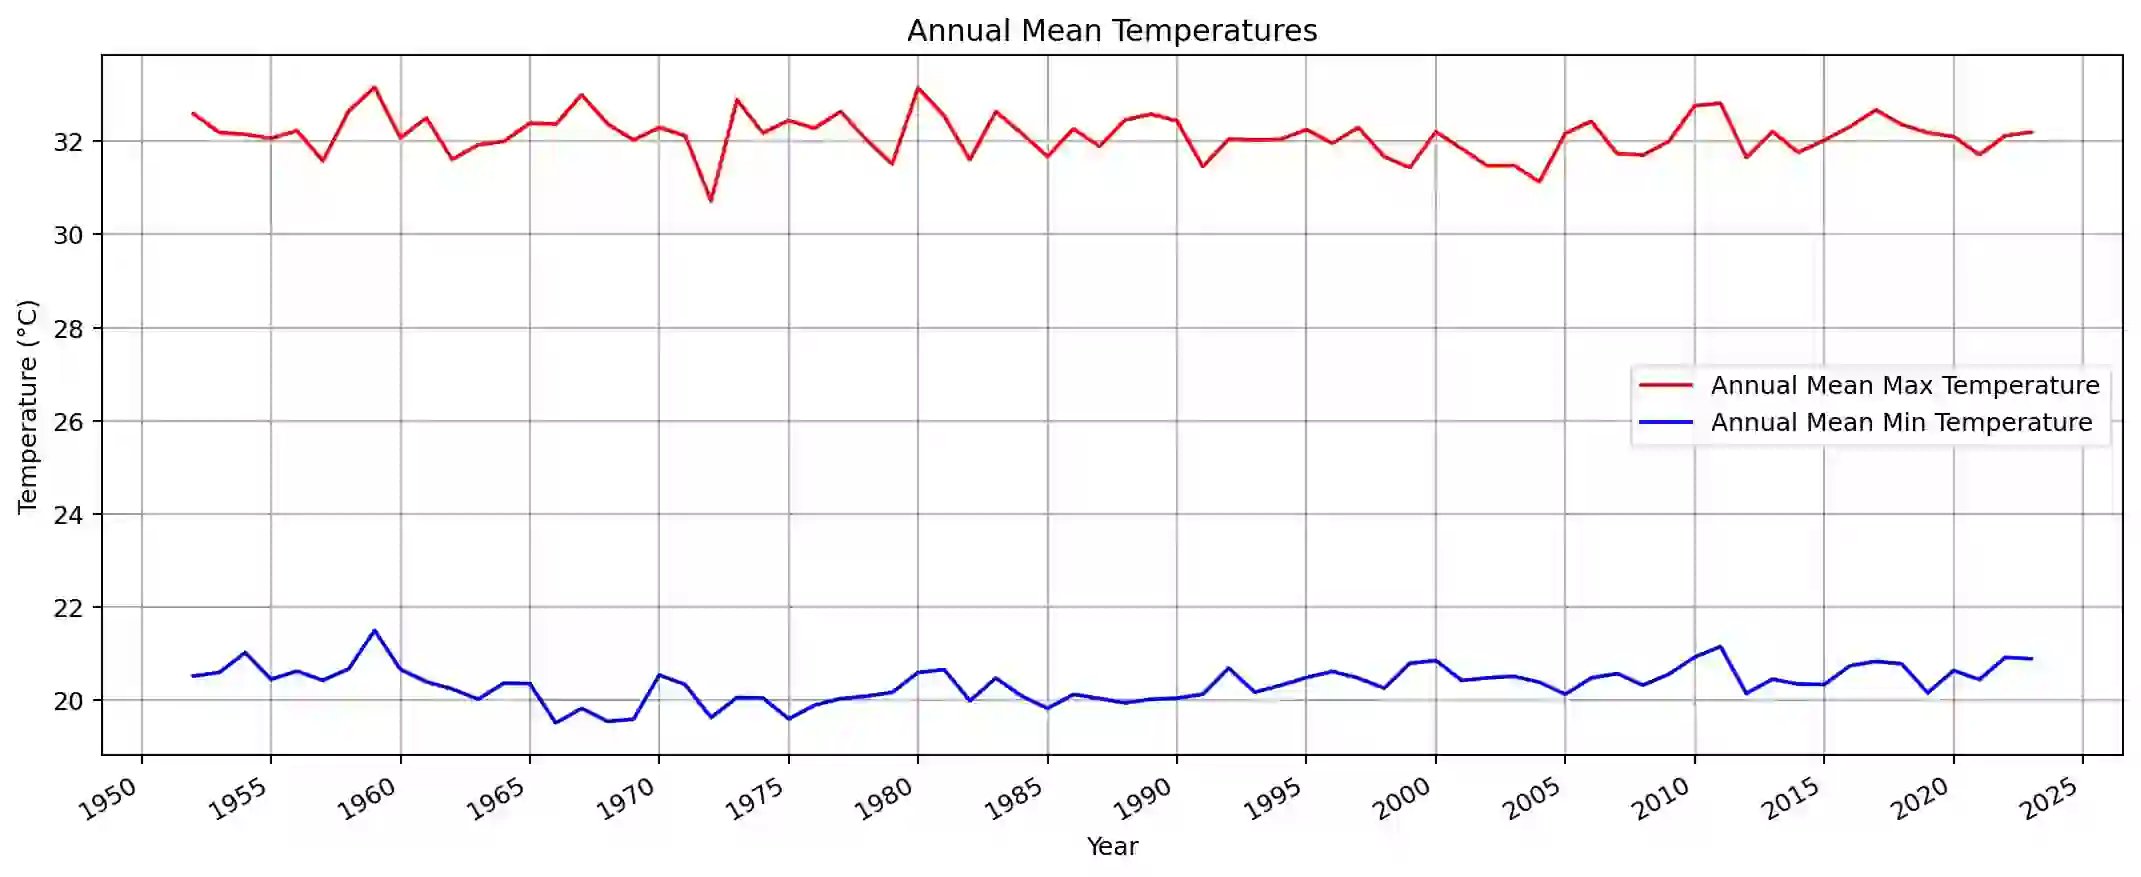 Annual Mean Temperatures
Temperature (°C)
32
30
28
26
24
22
20
Annual Mean Max Temperature
Annual Mean Min Temperature
1950 1955 1960 1965 1970 1975 1980 1985 1990 1995 2000 2005 2010 2015 2020 2025
Year